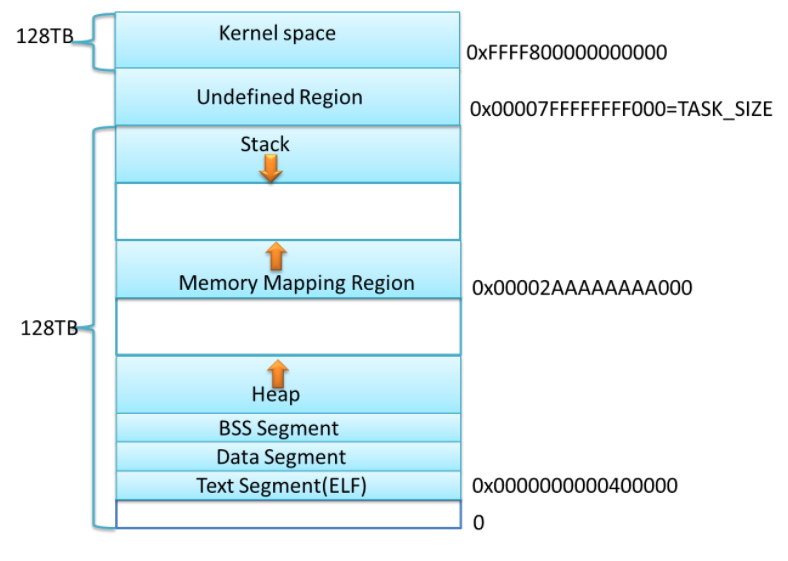 128TB
Kernel space
0xFFFF800000000000
Undefined Region
0x00007FFFFFFFF000=TASK_SIZE
Stack
Memory Mapping Region
0x00002AAAAAAAA000
128TB
Heap
BSS Segment
Data Segment
Text Segment(ELF)
0x0000000000400000
0